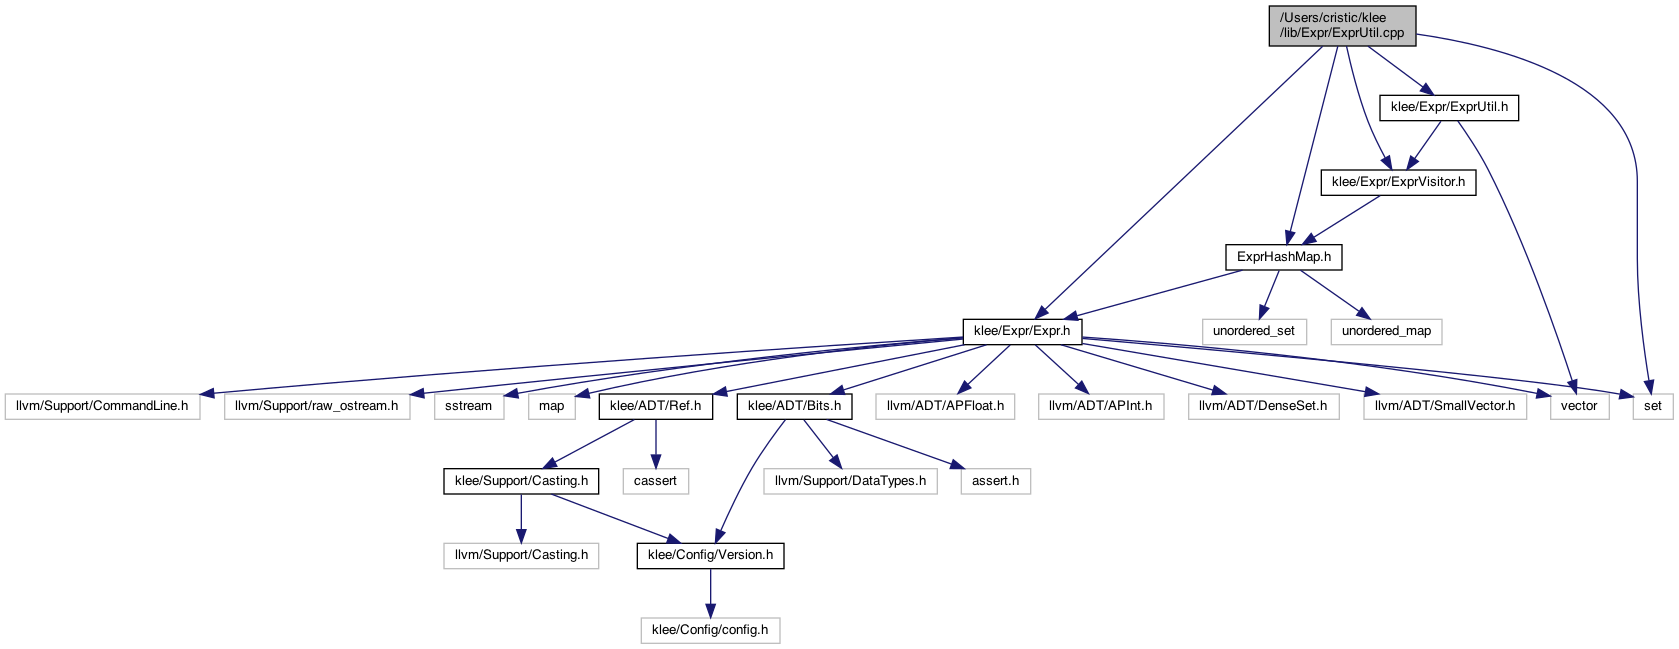 /Users/cristic/klee
/lib/Expr/ExprUtil.cpp
klee/Expr/ExprUtil.h
klee/Expr/ExprVisitor.h
ExprHashMap.h
klee/Expr/Expr.h
unordered_set
unordered_map
llvm/Support/CommandLine.h
llvm/Support/raw_ostream.h
sstream
map
klee/ADT/Ref.h
klee/ADT/Bits.h
llvm/ADT/APFloat.h
llvm/ADT/APInt.h
llvm/ADT/DenseSet.h
llvm/ADT/SmallVector.h
vector
set
klee/Support/Casting.h
cassert
llvm/Support/DataTypes.h
assert.h
llvm/Support/Casting.h
klee/Config/Version.h
klee/Config/config.h